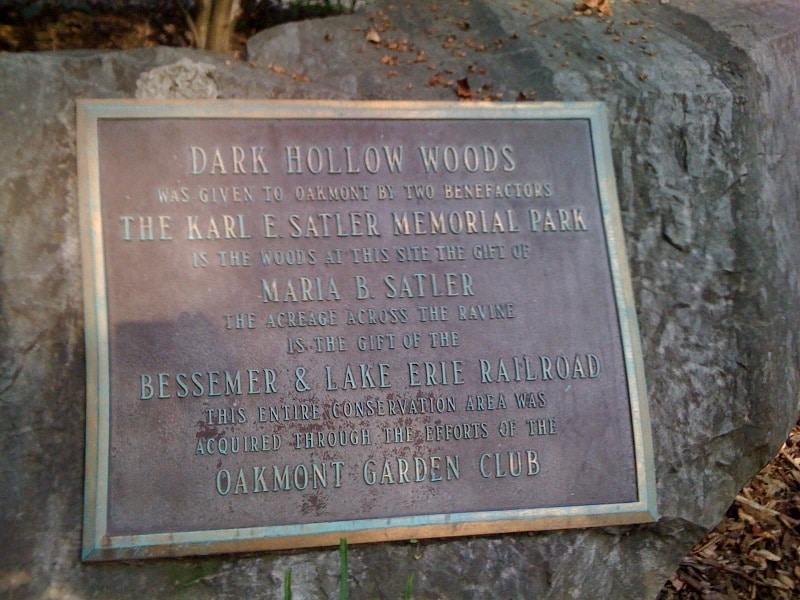 DARK HOLLOW WOODS
WAS GIVEN TO OAKMONT BY TWO BENEFACTORS
THE KARL E. SATLER MEMORIAL PARK
IS THE WOODS AT THIS SITE THE GIFT OF
MARIA B. SATLER
THE ACREAGE ACROSS THE RAVINE
IS THE GIFT OF THE
BESSEMER & LAKE ERIE RAILROAD
THIS ENTIRE CONSERVATION AREA WAS
ACQUIRED THROUGH THE EFFORTS OF THE
OAKMONT GARDEN CLUB